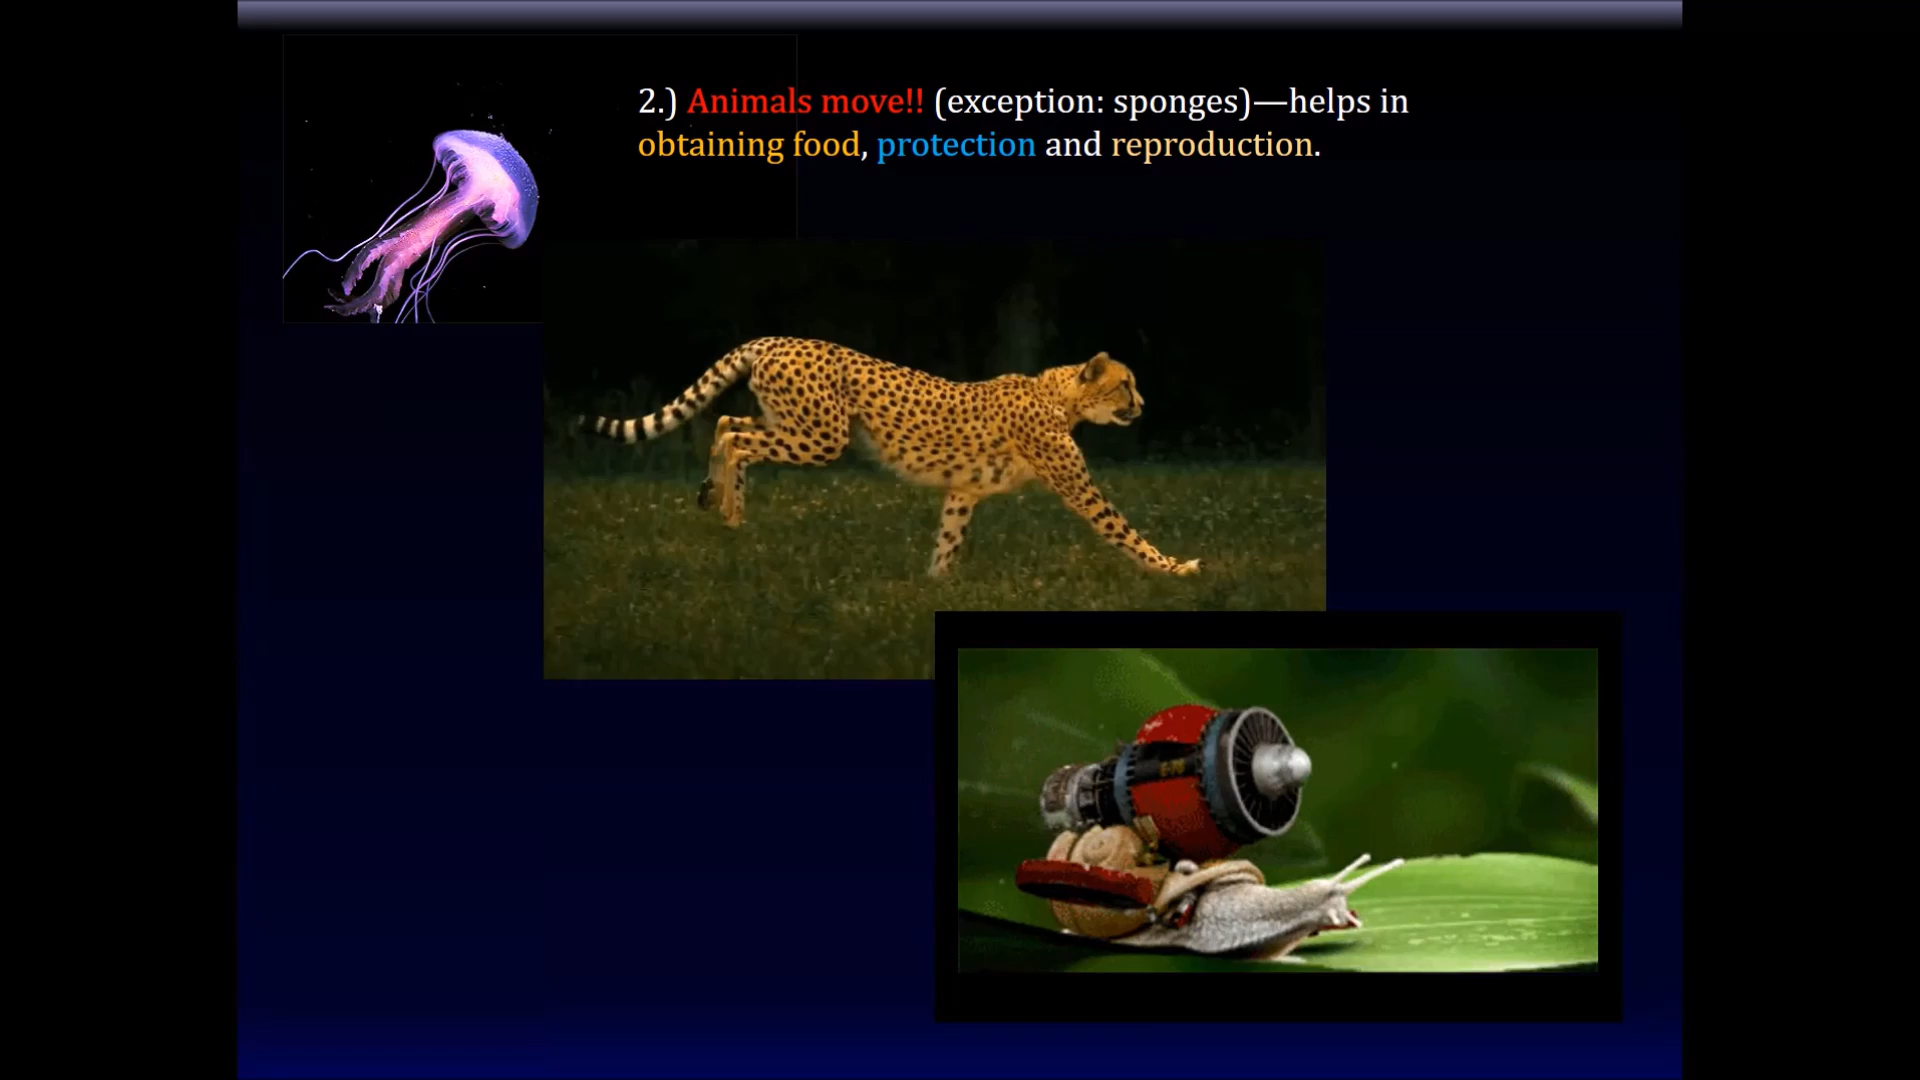 2.) Animals move!! (exception: sponges)—helps in
obtaining food, protection and reproduction.